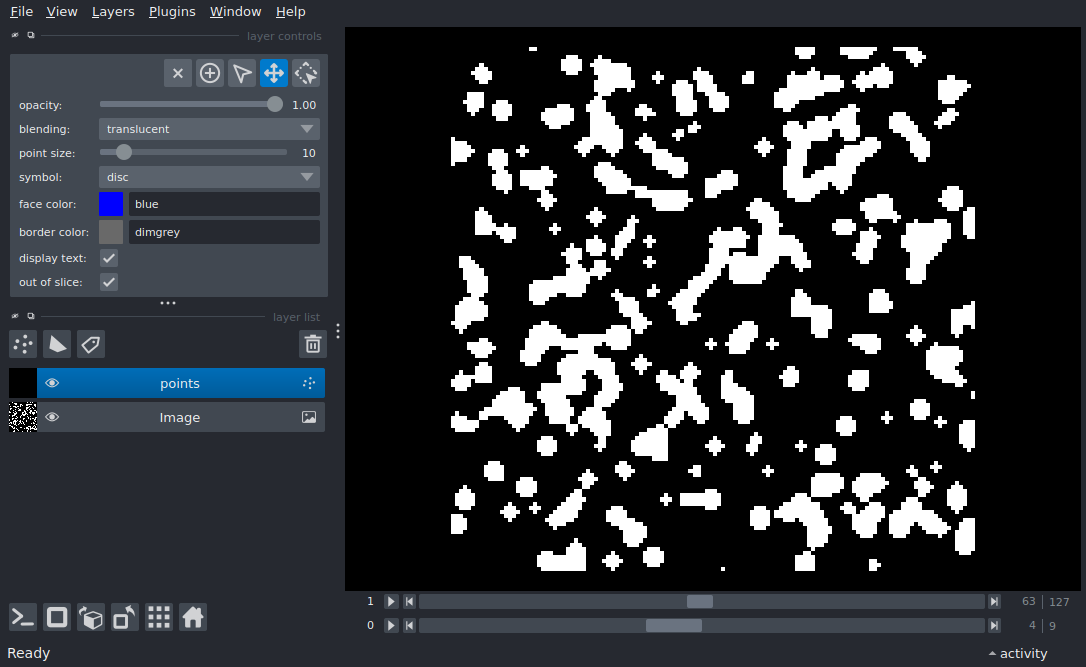 File View Layers Plugins Window Help
layer controls
opacity: 1.00
blending: translucent
point size: 10
symbol: disc
face color: blue
border color: dimgrey
display text:
out of slice:
layer list
points
Image
1 63 | 127
0 4 | 9
Ready activity